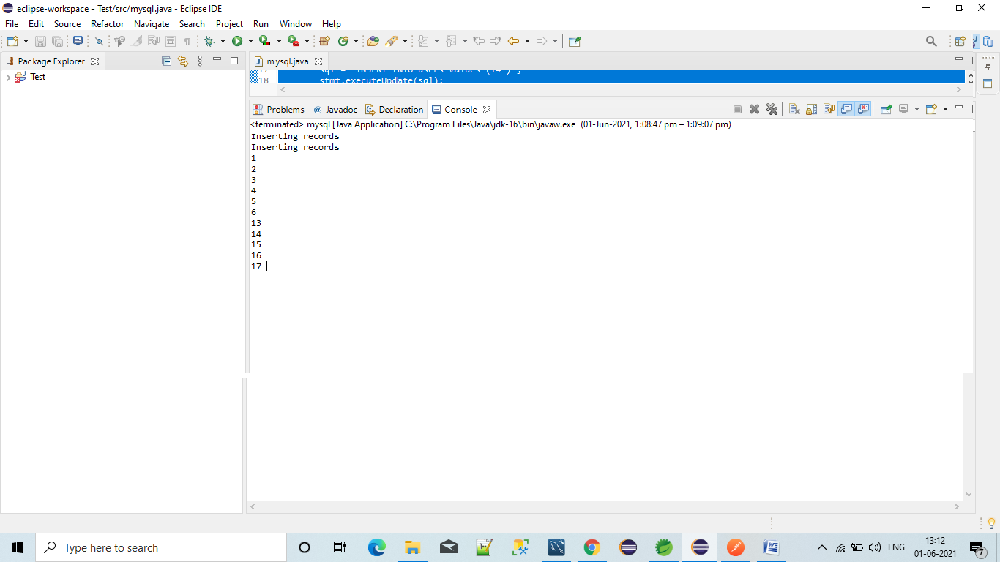 eclipse-workspace - Test/src/mysql.java - Eclipse IDE
File Edit Source Refactor Navigate Search Project Run Window Help
Package Explorer
mysql.java
Test
17 sql = "INSERT INTO users values (14)";
18 stmt.executeUpdate(sql);
Problems @ Javadoc Declaration Console
<terminated> mysql [Java Application] C:\Program Files\Java\jdk-16\bin\javaw.exe (01-Jun-2021, 1:08:47 pm – 1:09:07 pm)
Inserting records
Inserting records
1
2
3
4
5
6
13
14
15
16
17
Type here to search
ENG
13:12
01-06-2021
7